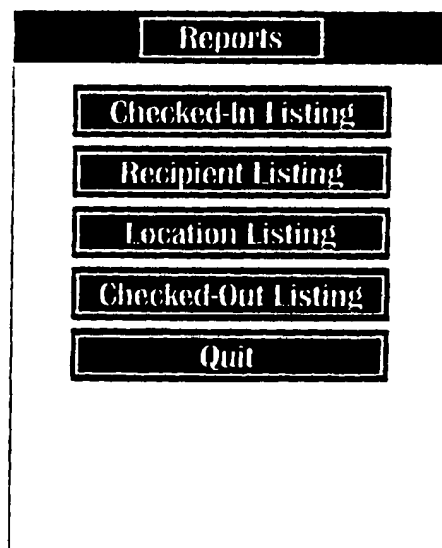 Reports
Checked-In Listing
Recipient Listing
Location Listing
Checked-Out Listing
Quit